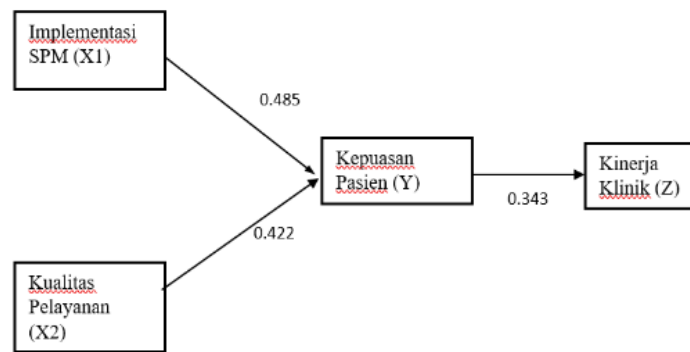 Implementasi
SPM (X1)
0.485
Kepuasan
Pasien (Y)
Kinerja
Klinik (Z)
0.343
0.422
Kualitas
Pelayanan
(X2)